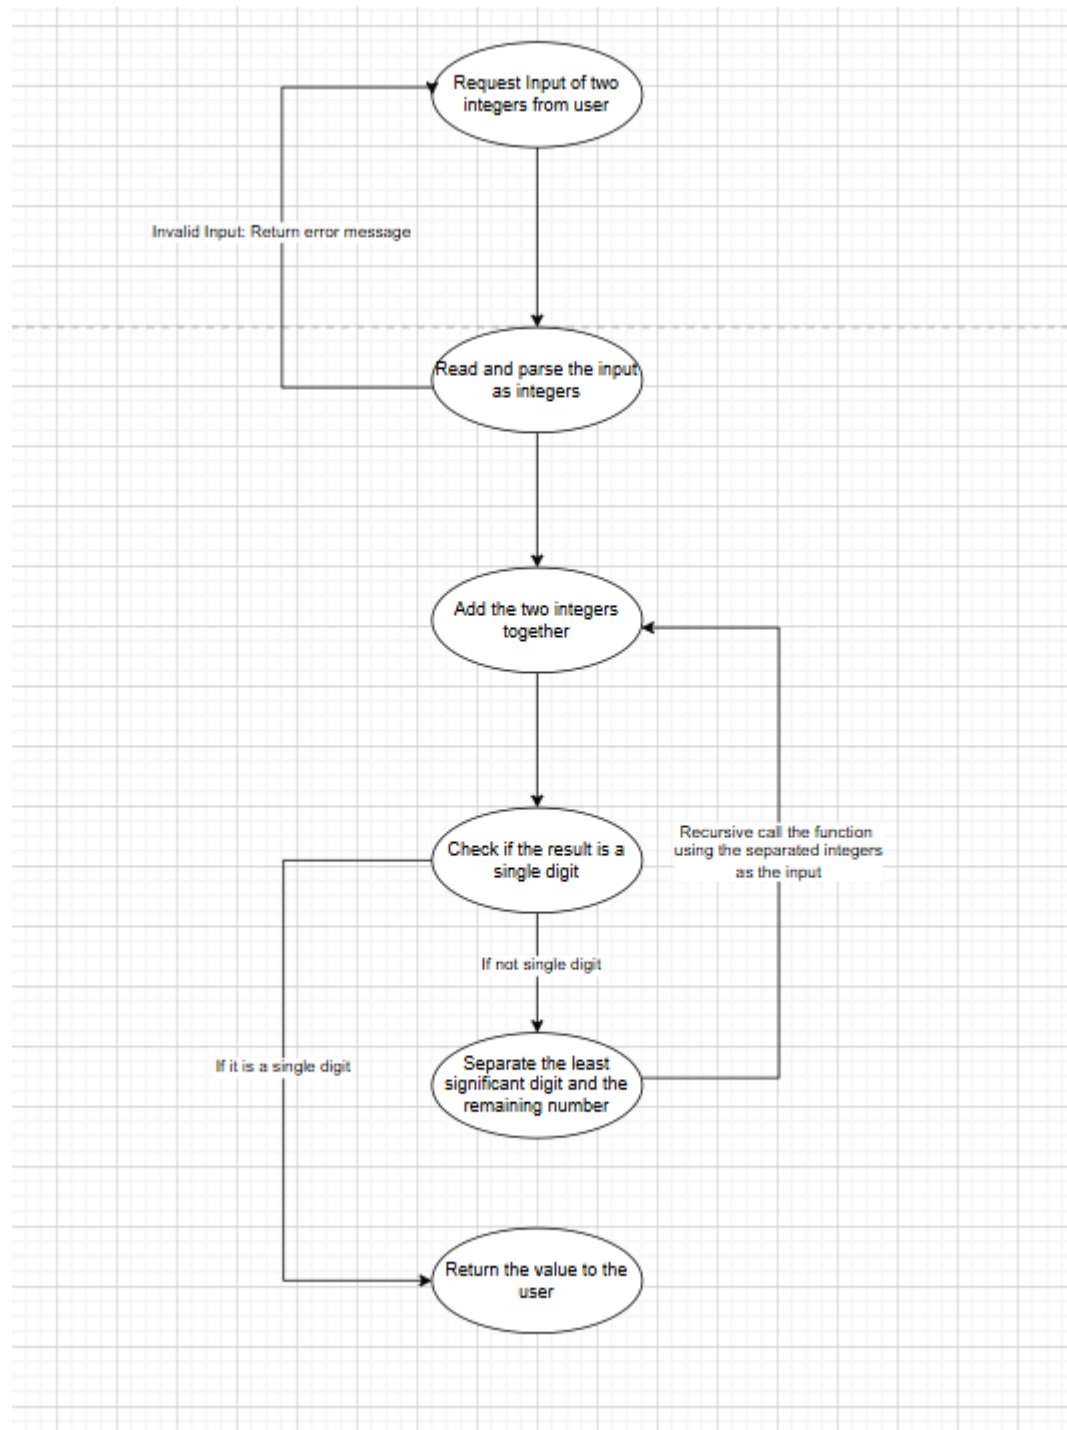 Request Input of two
integers from user
Invalid Input: Return error message
Read and parse the input
as integers
Add the two integers
together
Check if the result is a
single digit
Recursive call the function
using the separated integers
as the input
If not single digit
If it is a single digit
Separate the least
significant digit and the
remaining number
Return the value to the
user